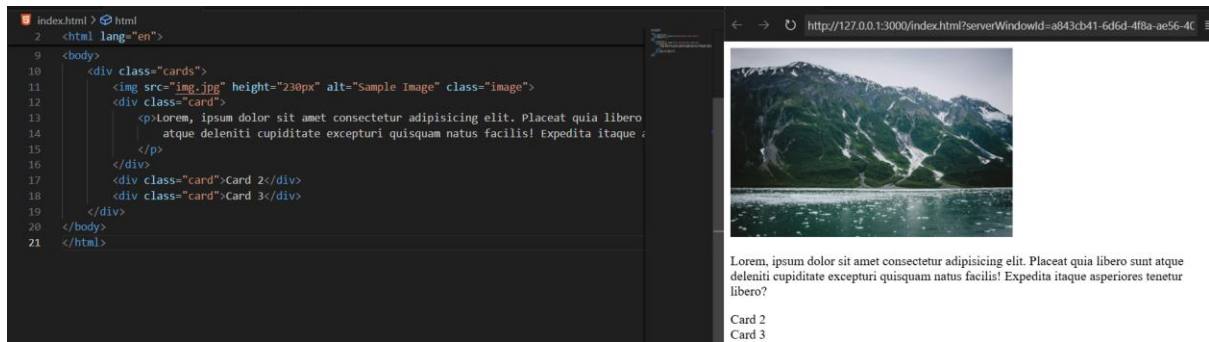 index.html > html
2 <html lang="en">
9 <body>
10 <div class="cards">
11 <img src="img.jpg" height="230px" alt="Sample Image" class="image">
12 <div class="card">
13 <p>Lorem, ipsum dolor sit amet consectetur adipisicing elit. Placeat quia libero
14 atque deleniti cupiditate excepturi quisquam natus facilis! Expedita itaque a
15 </p>
16 </div>
17 <div class="card">Card 2</div>
18 <div class="card">Card 3</div>
19 </div>
20 </body>
21 </html>
http://127.0.0.1:3000/index.html?serverWindowId=a843cb41-6d6d-4f8a-ae56-4C
Lorem, ipsum dolor sit amet consectetur adipisicing elit. Placeat quia libero sunt atque
deleniti cupiditate excepturi quisquam natus facilis! Expedita itaque asperiores tenetur
libero?
Card 2
Card 3